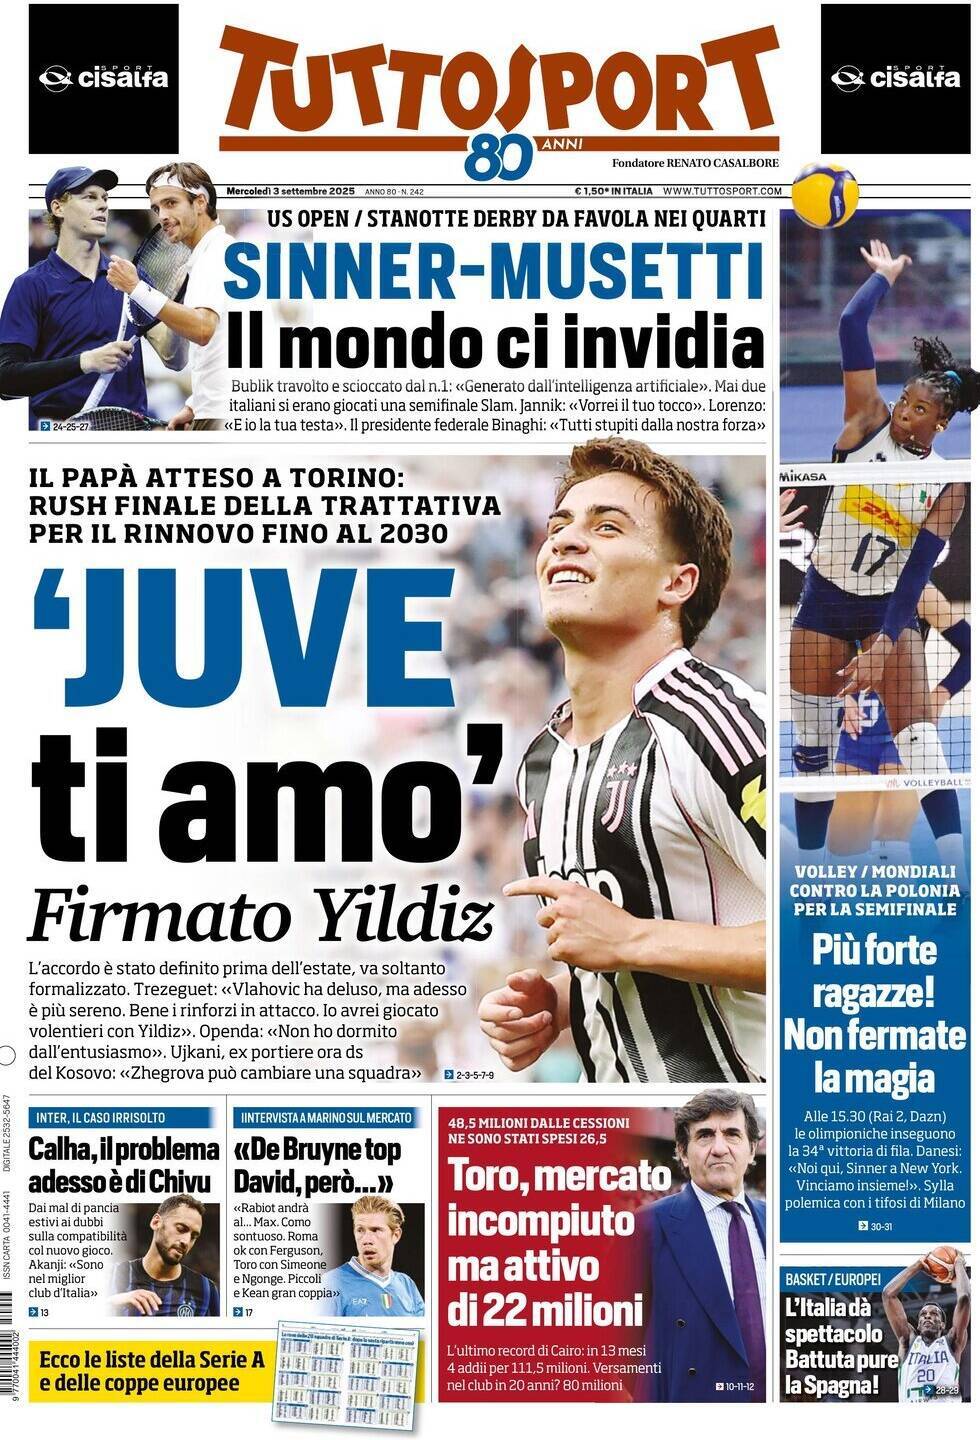 SPORT
cisalfa
TUTTOSPORT
80 ANNI
Fondatore RENATO CASALBORE
SPORT
cisalfa
Mercoledì 3 settembre 2025 ANNO 80 - N. 242
€ 1,50* IN ITALIA WWW.TUTTOSPORT.COM
US OPEN / STANOTTE DERBY DA FAVOLA NEI QUARTI
SINNER-MUSETTI
Il mondo ci invidia
Bublik travolto e scioccato dal n.1: «Generato dall'intelligenza artificiale». Mai due
italiani si erano giocati una semifinale Slam. Jannik: «Vorrei il tuo tocco». Lorenzo:
«E io la tua testa». Il presidente federale Binaghi: «Tutti stupiti dalla nostra forza»
24-25-27
IL PAPÀ ATTESO A TORINO:
RUSH FINALE DELLA TRATTATIVA
PER IL RINNOVO FINO AL 2030
'JUVE
ti amo'
Firmato Yildiz
L'accordo è stato definito prima dell'estate, va soltanto
formalizzato. Trezeguet: «Vlahovic ha deluso, ma adesso
è più sereno. Bene i rinforzi in attacco. Io avrei giocato
volentieri con Yildiz». Openda: «Non ho dormito
dall'entusiasmo». Ujkani, ex portiere ora ds
del Kosovo: «Zhegrova può cambiare una squadra»
2-3-5-7-9
Jeep
MIKASA
DHL
17
VOLLEYBALL
VOLLEY / MONDIALI
CONTRO LA POLONIA
PER LA SEMIFINALE
Più forte
ragazze!
Non fermate
la magia
Alle 15.30 (Rai 2, Dazn)
le olimpioniche inseguono
la 34ª vittoria di fila. Danesi:
«Noi qui, Sinner a New York.
Vinciamo insieme!». Sylla
polemica con i tifosi di Milano
30-31
INTER, IL CASO IRRISOLTO
Calha, il problema
adesso è di Chivu
Dai mal di pancia
estivi ai dubbi
sulla compatibilità
col nuovo gioco.
Akanji: «Sono
nel miglior
club d'Italia»
13
IINTERVISTA A MARINO SUL MERCATO
«De Bruyne top
David, però...»
«Rabiot andrà
al... Max. Como
sontuoso. Roma
ok con Ferguson,
Toro con Simeone
e Ngonge. Piccoli
e Kean gran coppia»
17
EA7
48,5 MILIONI DALLE CESSIONI
NE SONO STATI SPESI 26,5
Toro, mercato
incompiuto
ma attivo
di 22 milioni
L'ultimo record di Cairo: in 13 mesi
4 addii per 111,5 milioni. Versamenti
nel club in 20 anni? 80 milioni
10-11-12
BASKET / EUROPEI
L'Italia dà
spettacolo
Battuta pure
la Spagna!
ITALIA
20
28-29
Ecco le liste della Serie A
e delle coppe europee
ISSN CARTA 0041-4441 DIGITALE 2532-5647
9 770041 444002